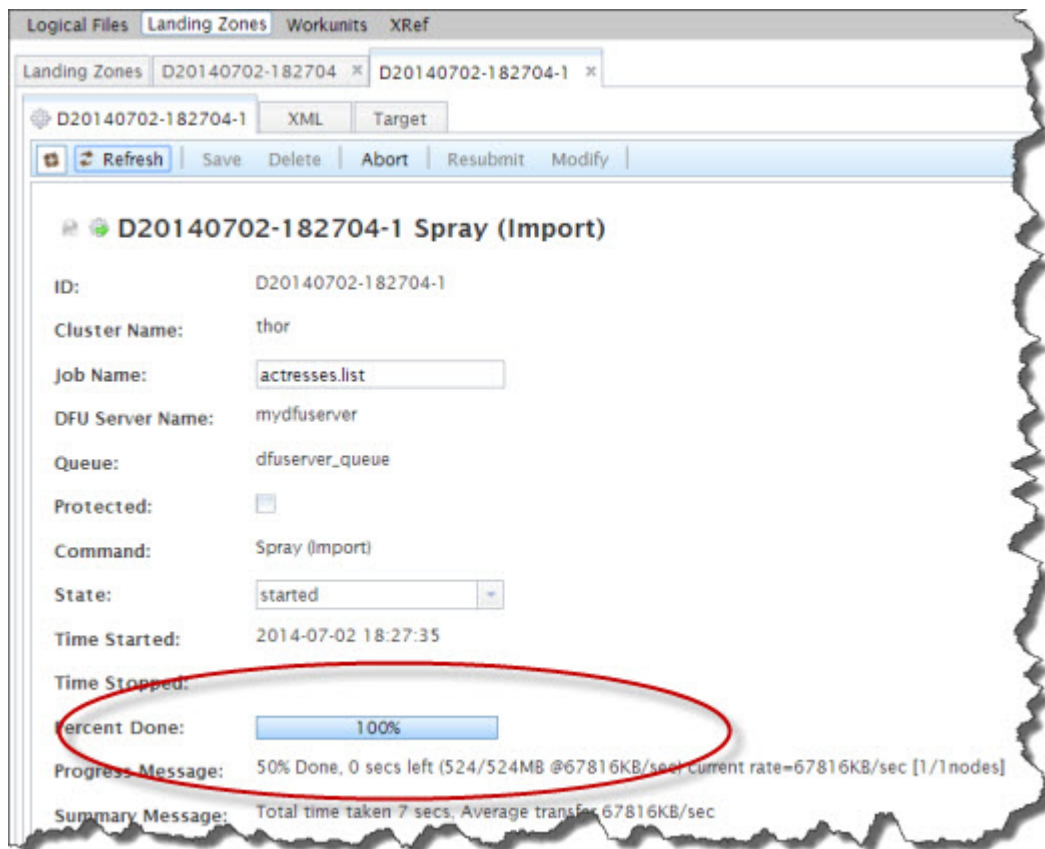 Logical Files Landing Zones Workunits XRef
Landing Zones D20140702-182704 × D20140702-182704-1 ×
D20140702-182704-1 XML Target
Refresh Save Delete Abort Resubmit Modify
D20140702-182704-1 Spray (Import)
ID: D20140702-182704-1
Cluster Name: thor
Job Name: actresses.list
DFU Server Name: mydfuserver
Queue: dfuserver_queue
Protected:
Command: Spray (Import)
State: started
Time Started: 2014-07-02 18:27:35
Time Stopped:
Percent Done: 100%
Progress Message: 50% Done, 0 secs left (524/524MB @67816KB/sec) current rate=67816KB/sec [1/1nodes]
Summary Message: Total time taken 7 secs, Average transfer 67816KB/sec